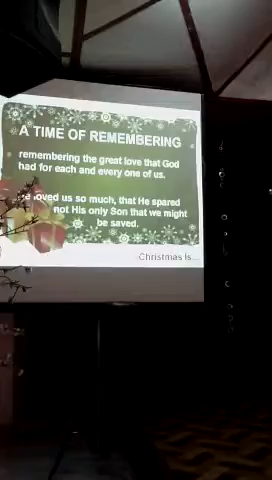 A TIME OF REMEMBERING
remembering the great love that God
had for each and every one of us.
loved us so much, that He spared
not His only Son that we might
be saved.
Christmas Is...